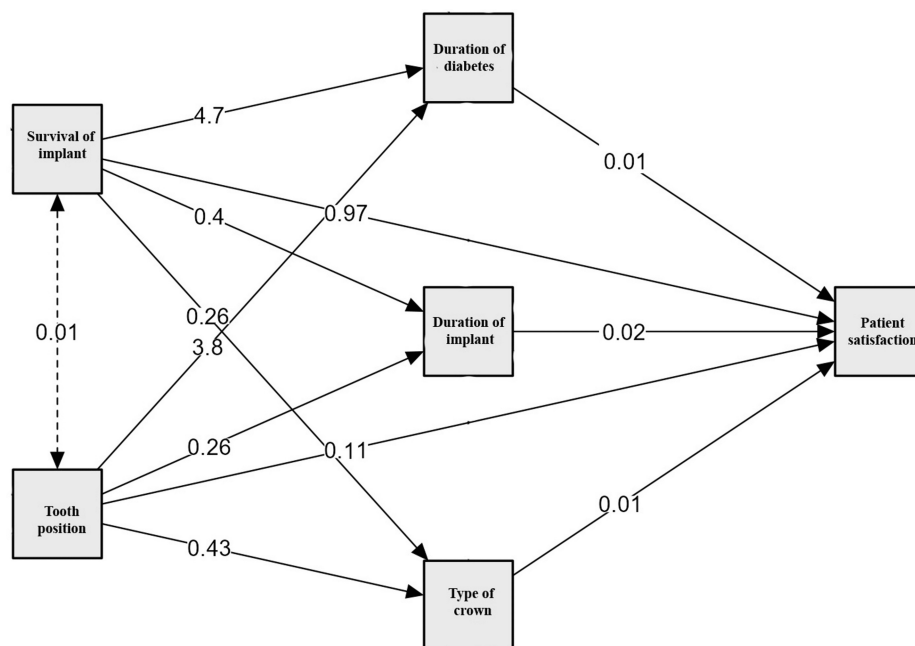 Duration of
diabetes
4.7
Survival of
implant
0.01
0.97
0.4
0.26
Duration of
implant
0.02
Patient
satisfaction
0.01
3.8
0.26
0.11
Tooth
position
0.01
0.43
Type of
crown